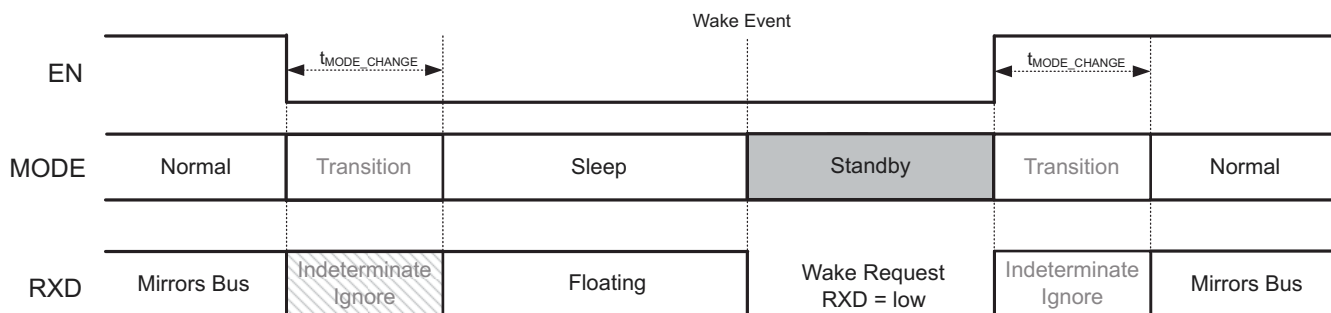 Wake Event
EN
tMODE_CHANGE
tMODE_CHANGE
MODE
Normal
Transition
Sleep
Standby
Transition
Normal
RXD
Mirrors Bus
Indeterminate
Ignore
Floating
Wake Request
RXD = low
Indeterminate
Ignore
Mirrors Bus